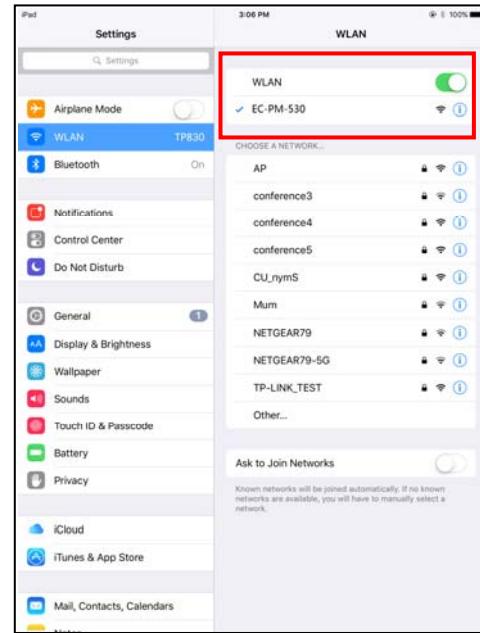 iPad
3:06 PM
100%
Settings
WLAN
Settings
Airplane Mode
WLAN
TP830
Bluetooth
On
Notifications
Control Center
Do Not Disturb
General
1
Display & Brightness
AA
Wallpaper
Sounds
Touch ID & Passcode
Battery
Privacy
iCloud
iTunes & App Store
Mail, Contacts, Calendars
WLAN
EC-PM-530
CHOOSE A NETWORK...
AP
conference3
conference4
conference5
CU_nymS
Mum
NETGEAR79
NETGEAR79-5G
TP-LINK_TEST
Other...
Ask to Join Networks
Known networks will be joined automatically. If no known
networks are available, you will have to manually select a
network.